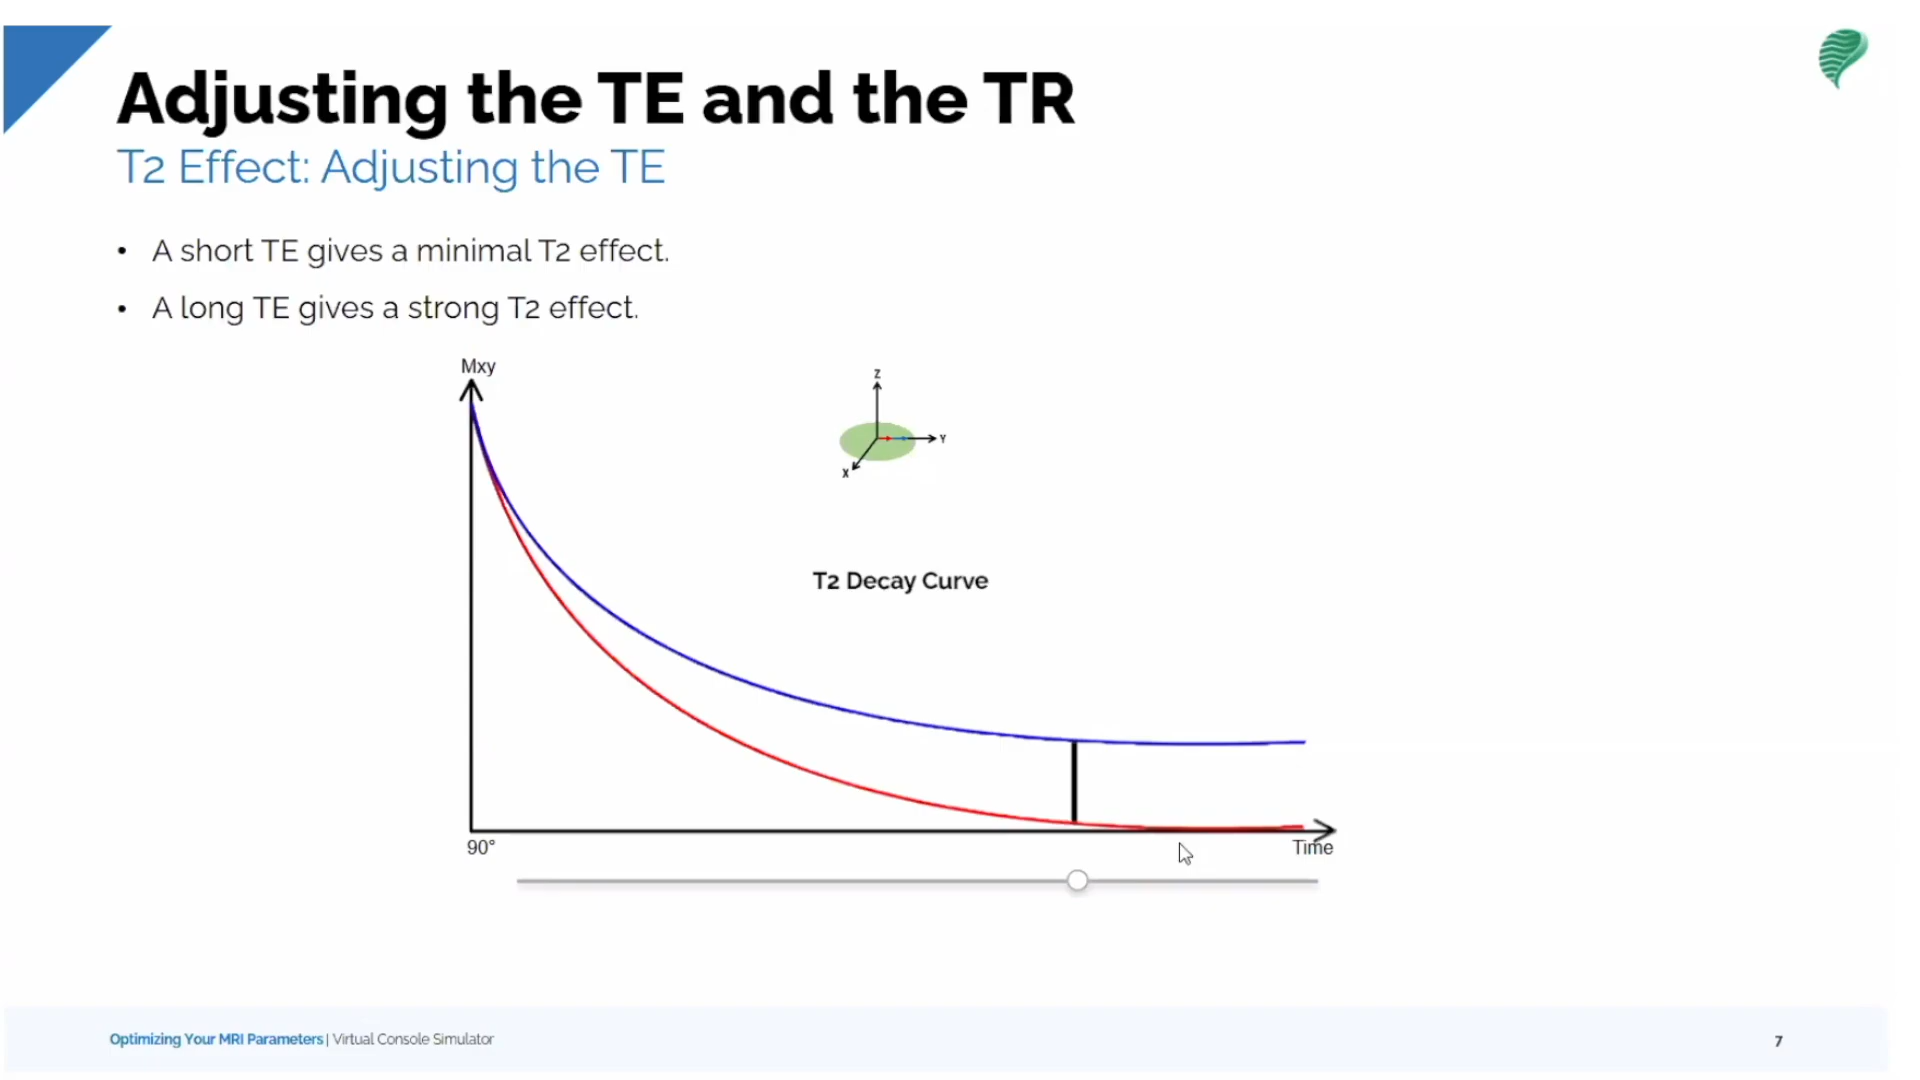 Adjusting the TE and the TR
T2 Effect: Adjusting the TE
• A short TE gives a minimal T2 effect.
• A long TE gives a strong T2 effect.
Mxy
Z
Y
X
T2 Decay Curve
90°
Time
Optimizing Your MRI Parameters | Virtual Console Simulator
7